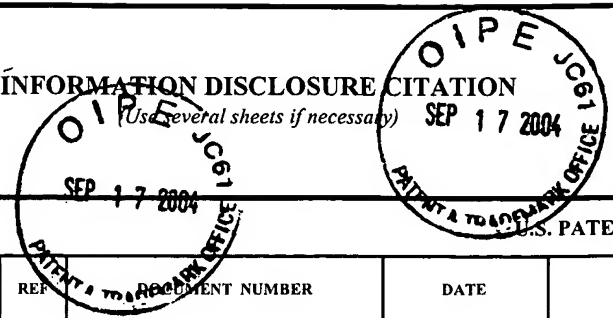 INFORMATION DISCLOSURE CITATION
(Use several sheets if necessary)
OIPE JC61
SEP 17 2004
PATENT & TRADEMARK OFFICE
OIPE JC61
SEP 17 2004
PATENT & TRADEMARK OFFICE
U.S. PATE
REF
DOCUMENT NUMBER
DATE